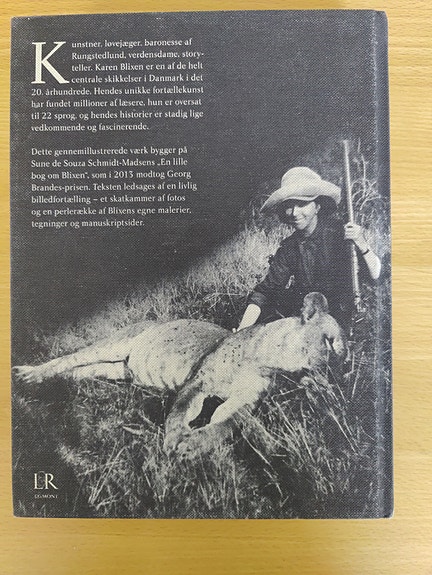 Kunstner, løvejæger, baronesse af
Rungstedlund, verdensdame, story-
teller. Karen Blixen er en af de helt
centrale skikkelser i Danmark i det
20. århundrede. Hendes unikke fortællekunst
har fundet millioner af læsere, hun er oversat
til 22 sprog, og hendes historier er stadig lige
vedkommende og fascinerende.
Dette gennemillustrerede værk bygger på
Sune de Souza Schmidt-Madsens „En lille
bog om Blixen“, som i 2013 modtog Georg
Brandes-prisen. Teksten ledsages af en livlig
billedfortælling – et skatkammer af fotos
og en perlerække af Blixens egne malerier,
tegninger og manuskriptsider.
LR
EGMONT